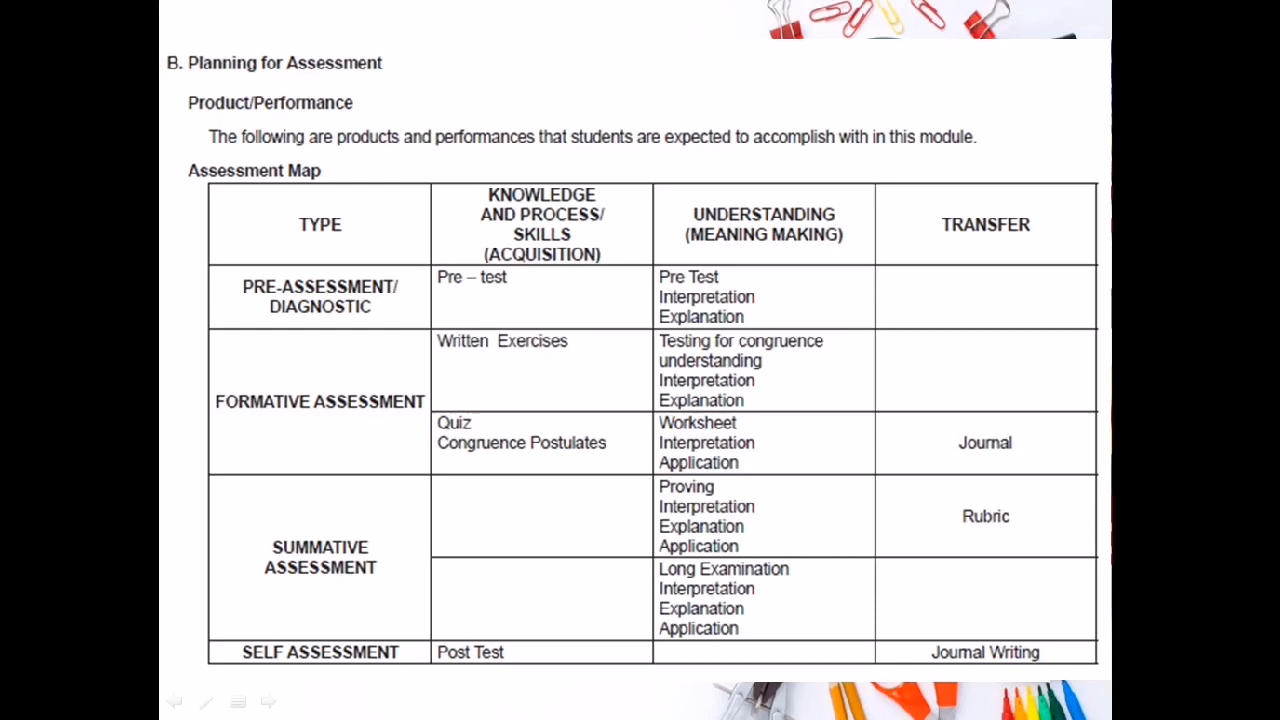 B. Planning for Assessment
Product/Performance
The following are products and performances that students are expected to accomplish with in this module.
Assessment Map
TYPE
KNOWLEDGE
AND PROCESS/
SKILLS
(ACQUISITION)
UNDERSTANDING
(MEANING MAKING)
TRANSFER
PRE-ASSESSMENT/
DIAGNOSTIC
Pre – test
Pre Test
Interpretation
Explanation
FORMATIVE ASSESSMENT
Written Exercises
Testing for congruence
understanding
Interpretation
Explanation
Quiz
Congruence Postulates
Worksheet
Interpretation
Application
Journal
SUMMATIVE
ASSESSMENT
Proving
Interpretation
Explanation
Application
Rubric
Long Examination
Interpretation
Explanation
Application
SELF ASSESSMENT
Post Test
Journal Writing